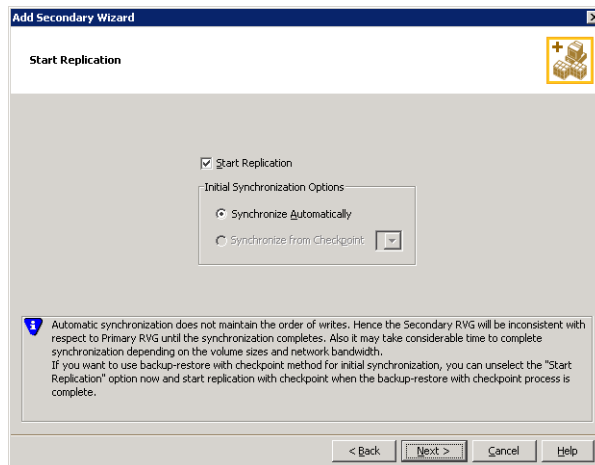 Add Secondary Wizard
Start Replication
Start Replication
Initial Synchronization Options
Synchronize Automatically
Synchronize from Checkpoint
Automatic synchronization does not maintain the order of writes. Hence the Secondary RVG will be inconsistent with
respect to Primary RVG until the synchronization completes. Also it may take considerable time to complete
synchronization depending on the volume sizes and network bandwidth.
If you want to use backup-restore with checkpoint method for initial synchronization, you can unselect the "Start
Replication" option now and start replication with checkpoint when the backup-restore with checkpoint process is
complete.
< Back Next > Cancel Help